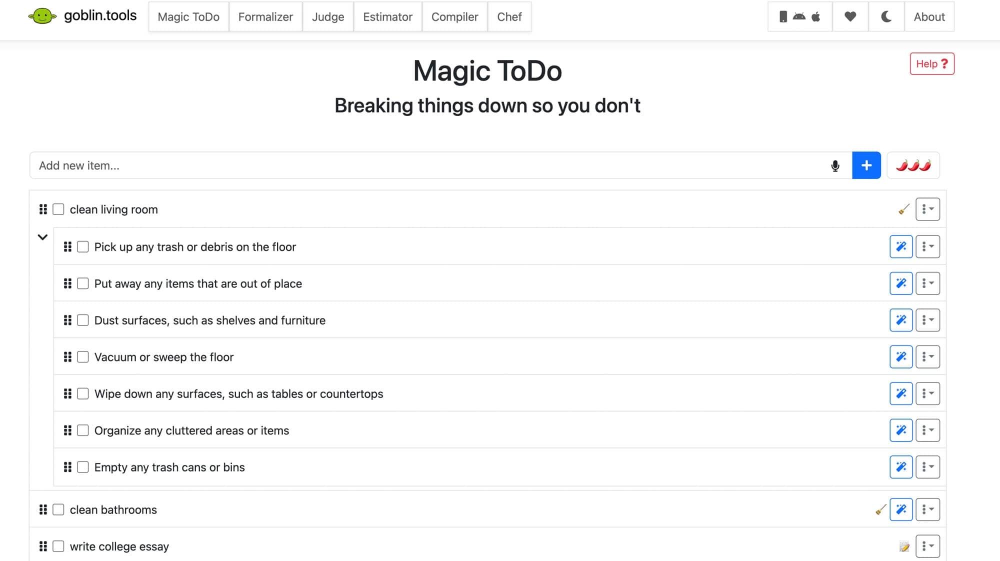 goblin.tools
Magic ToDo
Formalizer
Judge
Estimator
Compiler
Chef
About
Help ?
Magic ToDo
Breaking things down so you don't
Add new item...
clean living room
Pick up any trash or debris on the floor
Put away any items that are out of place
Dust surfaces, such as shelves and furniture
Vacuum or sweep the floor
Wipe down any surfaces, such as tables or countertops
Organize any cluttered areas or items
Empty any trash cans or bins
clean bathrooms
write college essay